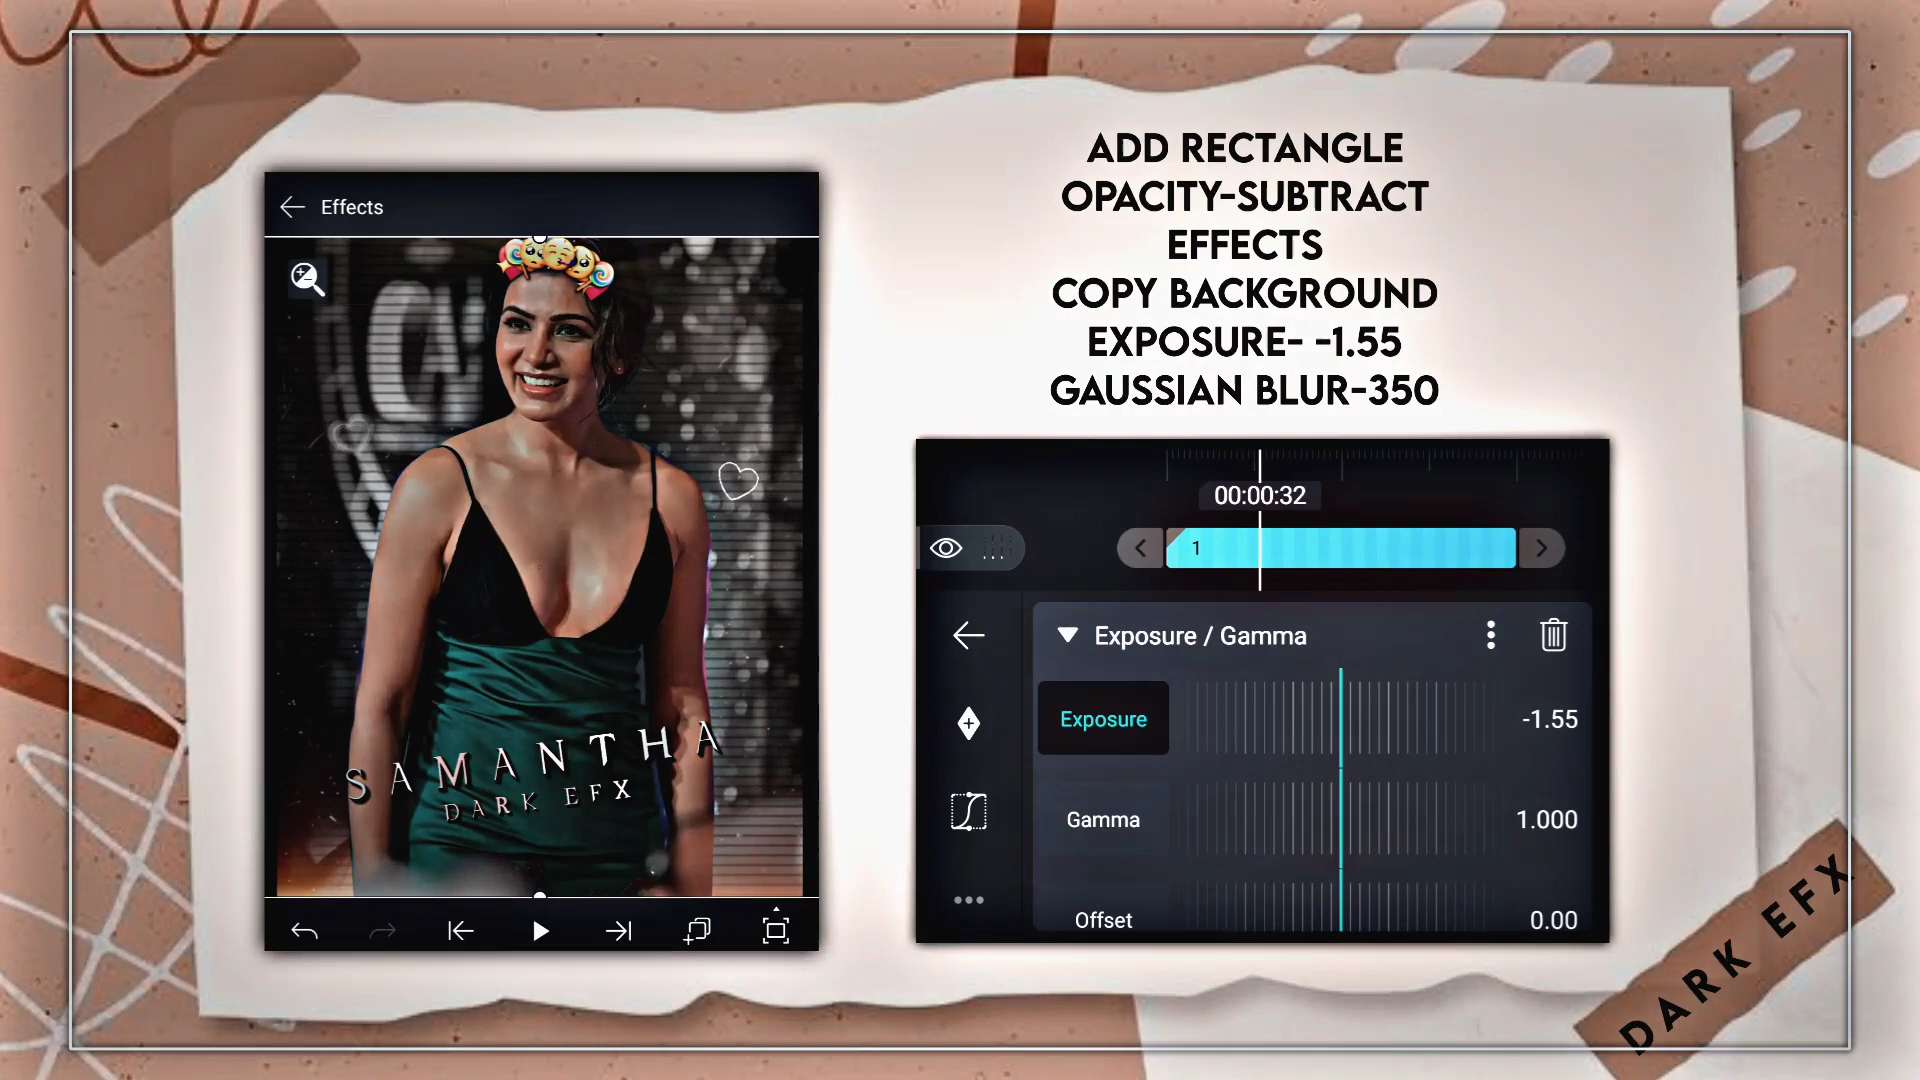 Effects
SAMANTHA
DARK EFX
ADD RECTANGLE
OPACITY-SUBTRACT
EFFECTS
COPY BACKGROUND
EXPOSURE- -1.55
GAUSSIAN BLUR-350
00:00:32
1
Exposure / Gamma
Exposure -1.55
Gamma 1.000
Offset 0.00
DARK EFX